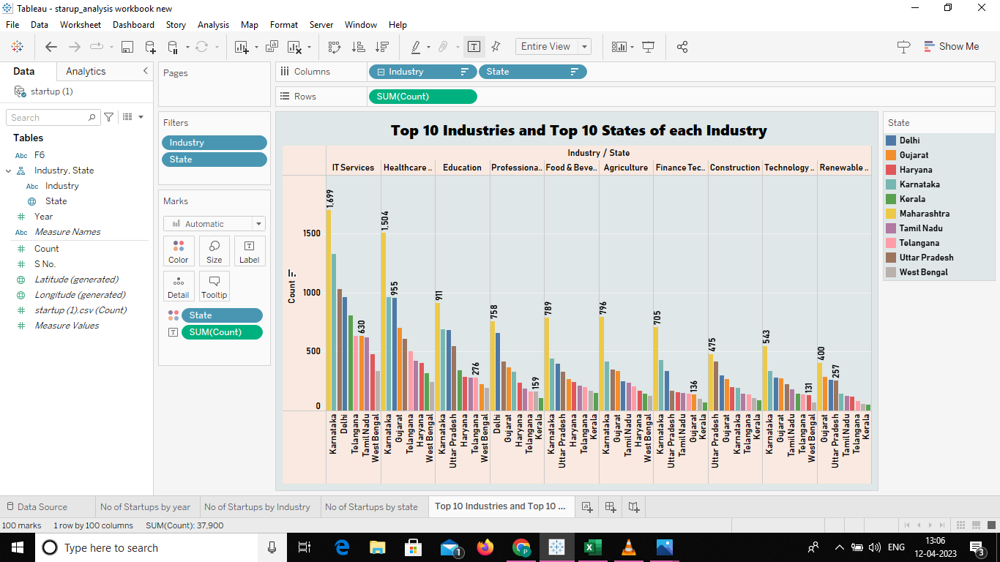 Tableau - starup_analysis workbook new
File Data Worksheet Dashboard Story Analysis Map Format Server Window Help
Entire View
Show Me
Data Analytics
startup (1)
Search
Tables
Abc F6
Industry, State
Abc Industry
State
Year
Abc Measure Names
Count
S No.
Latitude (generated)
Longitude (generated)
startup (1).csv (Count)
Measure Values
Pages
Filters
Industry
State
Marks
Automatic
Color Size Label
Detail Tooltip
State
SUM(Count)
Columns Industry State
Rows SUM(Count)
Top 10 Industries and Top 10 States of each Industry
Industry / State
IT Services Healthcare .. Education Professiona.. Food & Beve.. Agriculture Finance Tec.. Construction Technology .. Renewable ..
Count
1500
1000
500
0
1,699
630
1,504
955
911
276
758
159
789
796
705
136
475
543
131
400
257
Karnataka Delhi Telangana Tamil Nadu West Bengal
Karnataka Gujarat Telangana Haryana West Bengal
Karnataka Uttar Pradesh Haryana Telangana West Bengal
Delhi Gujarat Haryana Telangana Kerala
Karnataka Uttar Pradesh Haryana Telangana Kerala
Karnataka Gujarat Tamil Nadu Haryana West Bengal
Karnataka Uttar Pradesh Tamil Nadu Gujarat Kerala
Uttar Pradesh Gujarat Karnataka Telangana Kerala
Karnataka Gujarat Tamil Nadu Telangana West Bengal
Gujarat Uttar Pradesh Tamil Nadu Telangana Kerala
State
Delhi
Gujarat
Haryana
Karnataka
Kerala
Maharashtra
Tamil Nadu
Telangana
Uttar Pradesh
West Bengal
Data Source No of Startups by year No of Startups by Industry No of Startups by state Top 10 Industries and Top 10 ...
100 marks 1 row by 100 columns SUM(Count): 37,900
Type here to search
1
P
ENG
13:06
12-04-2023
3